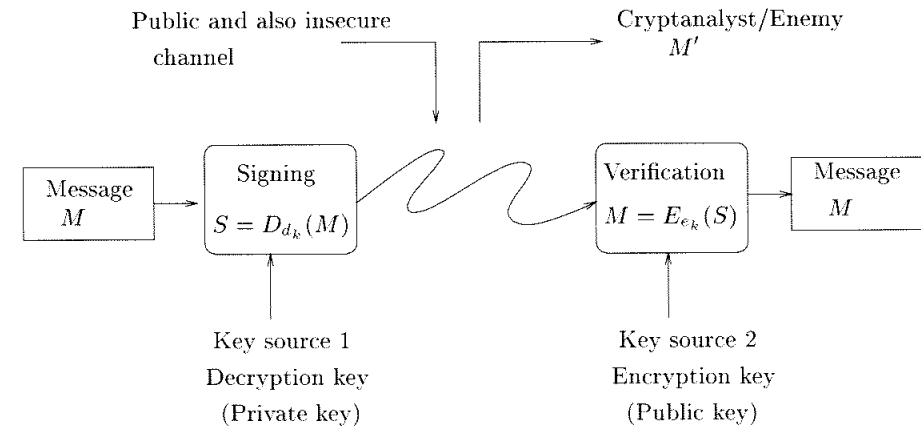 Public and also insecure
channel
Cryptanalyst/Enemy
M′
Message
M
Signing
S = D_{d_k}(M)
Verification
M = E_{e_k}(S)
Message
M
Key source 1
Decryption key
(Private key)
Key source 2
Encryption key
(Public key)